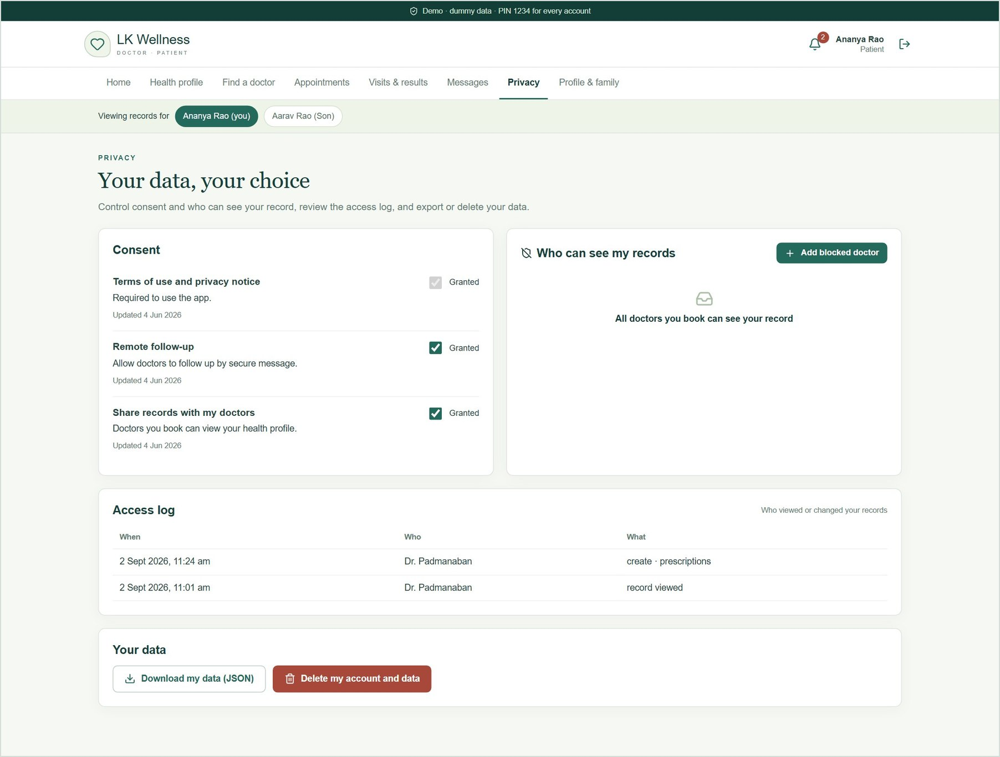 Demo · dummy data · PIN 1234 for every account
LK Wellness
DOCTOR · PATIENT
2
Ananya Rao
Patient
Home Health profile Find a doctor Appointments Visits & results Messages Privacy Profile & family
Viewing records for Ananya Rao (you) Aarav Rao (Son)
PRIVACY
Your data, your choice
Control consent and who can see your record, review the access log, and export or delete your data.
Consent
Terms of use and privacy notice Granted
Required to use the app.
Updated 4 Jun 2026
Remote follow-up Granted
Allow doctors to follow up by secure message.
Updated 4 Jun 2026
Share records with my doctors Granted
Doctors you book can view your health profile.
Updated 4 Jun 2026
Who can see my records Add blocked doctor
All doctors you book can see your record
Access log Who viewed or changed your records
When Who What
2 Sept 2026, 11:24 am Dr. Padmanaban create · prescriptions
2 Sept 2026, 11:01 am Dr. Padmanaban record viewed
Your data
Download my data (JSON) Delete my account and data